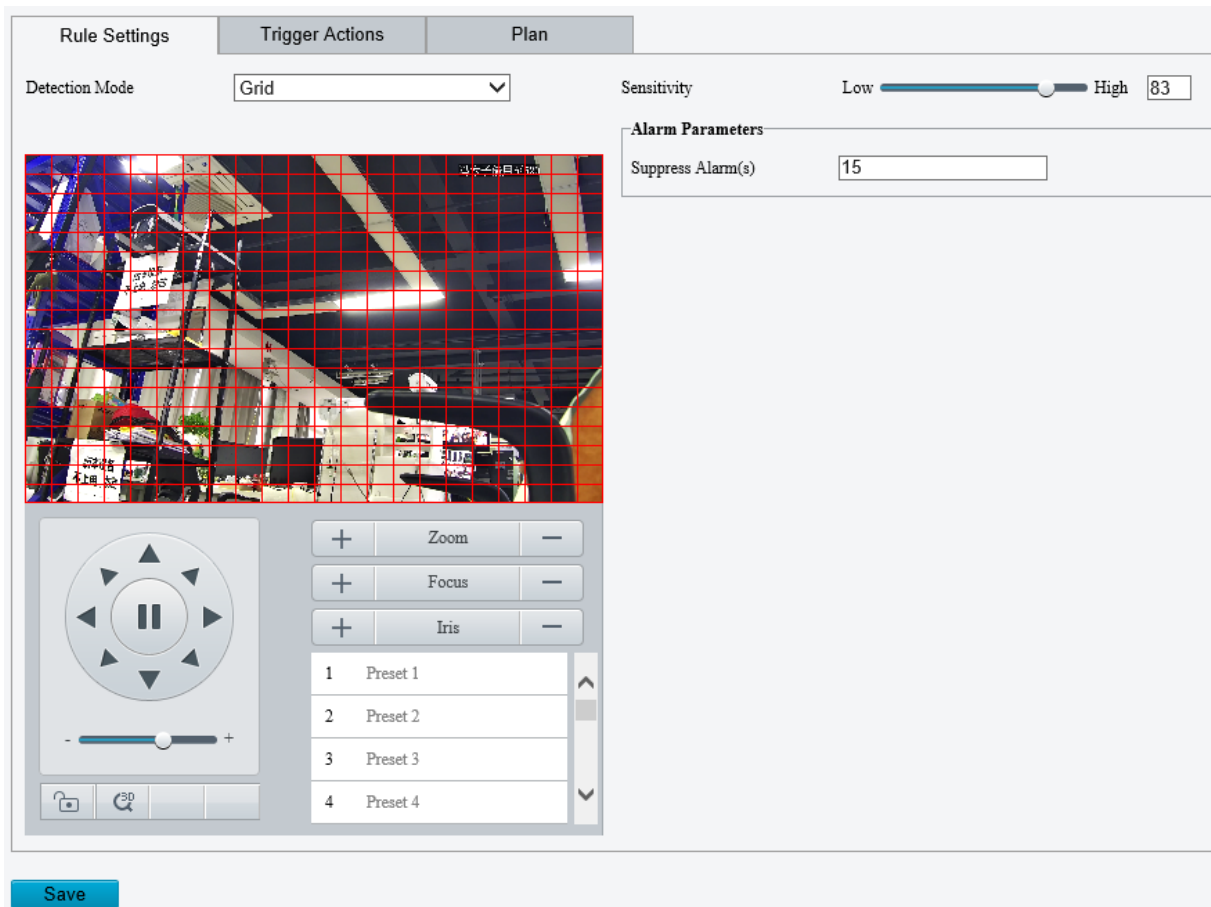 Rule Settings
Trigger Actions
Plan
Detection Mode
Grid
Sensitivity
Low
High
83
Alarm Parameters
Suppress Alarm(s)
15
+ Zoom −
+ Focus −
+ Iris −
1 Preset 1
2 Preset 2
3 Preset 3
4 Preset 4
- +
3D
Save